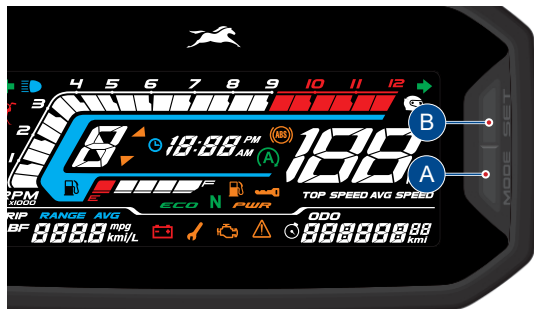 4 5 6 7 8 9 10 11 12
3
2
1
RPM
x1000
8
18:88 PM
AM
(ABS)
(A)
188
E F
TOP SPEED AVG SPEED
ECO N PWR
RIP RANGE AVG
BF 888.8 mpg
kmi/L
ODO
888888 88
kmi
B
A
MODE SET